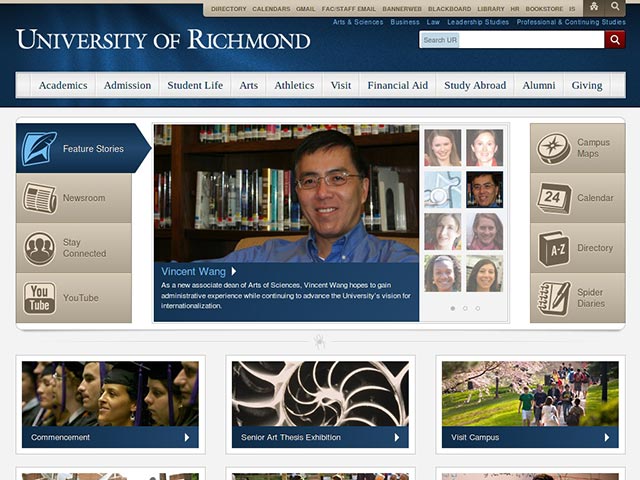 DIRECTORY CALENDARS GMAIL FAC/STAFF EMAIL BANNERWEB BLACKBOARD LIBRARY HR BOOKSTORE IS
Arts & Sciences Business Law Leadership Studies Professional & Continuing Studies
UNIVERSITY OF RICHMOND
Search UR
Academics Admission Student Life Arts Athletics Visit Financial Aid Study Abroad Alumni Giving
Feature Stories
Newsroom
Stay
Connected
You
Tube
YouTube
Vincent Wang
As a new associate dean of Arts of Sciences, Vincent Wang hopes to gain
administrative experience while continuing to advance the University's vision for
internationalization.
Campus
Maps
24
Calendar
A-Z
Directory
Spider
Diaries
Commencement
Senior Art Thesis Exhibition
Visit Campus